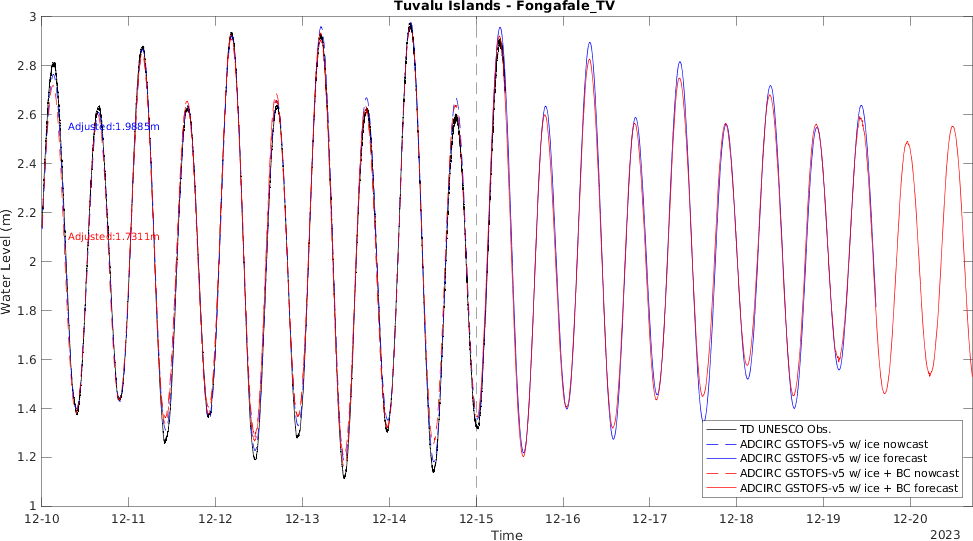 Tuvalu Islands - Fongafale_TV
3
2.8
2.6
2.4
2.2
2
1.8
1.6
1.4
1.2
1
Water Level (m)
Adjusted:1.9885m
Adjusted:1.7311m
TD UNESCO Obs.
ADCIRC GSTOFS-v5 w/ ice nowcast
ADCIRC GSTOFS-v5 w/ ice forecast
ADCIRC GSTOFS-v5 w/ ice + BC nowcast
ADCIRC GSTOFS-v5 w/ ice + BC forecast
12-10 12-11 12-12 12-13 12-14 12-15 12-16 12-17 12-18 12-19 12-20
Time
2023